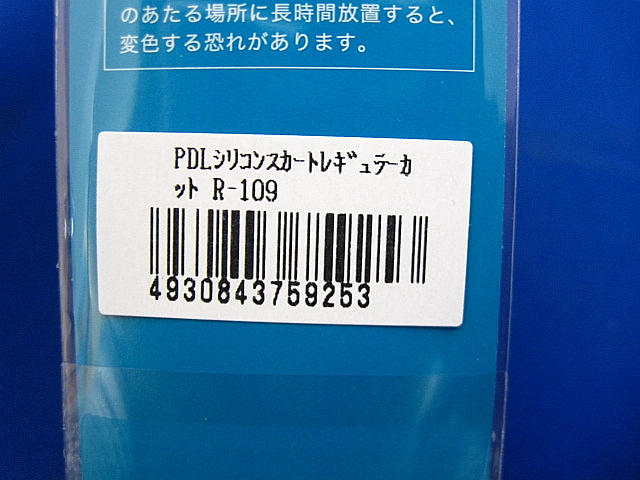 のあたる場所に長時間放置すると、
変色する恐れがあります。
PDLｼﾘｺﾝｽｶｰﾄﾚｷﾞｭﾗｰｶ
ｯﾄ R-109
4930843759253